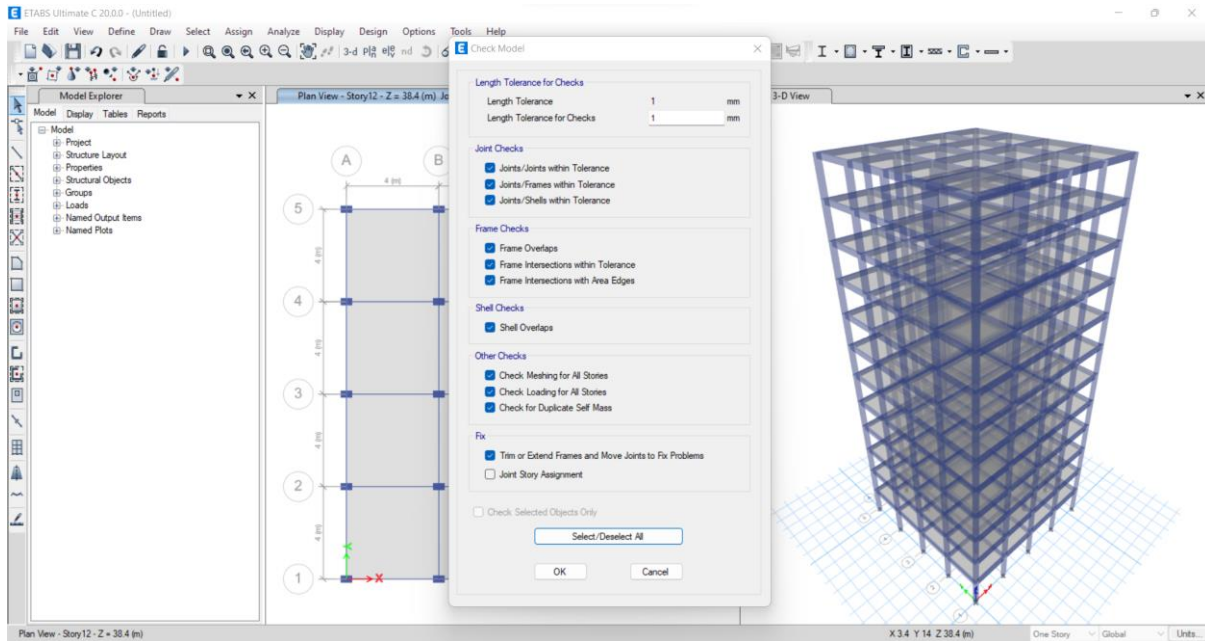 ETABS Ultimate C 20.0.0 - (Untitled)
File Edit View Define Draw Select Assign Analyze Display Design Options Tools Help
3-d
nd
Model Explorer
Model Display Tables Reports
Model
Project
Structure Layout
Properties
Structural Objects
Groups
Loads
Named Output Items
Named Plots
Plan View - Story12 - Z = 38.4 (m) Jo
A
B
4 (m)
5
4 (m)
4
4 (m)
3
4 (m)
2
4 (m)
1
X
Check Model
Length Tolerance for Checks
Length Tolerance 1 mm
Length Tolerance for Checks 1 mm
Joint Checks
Joints/Joints within Tolerance
Joints/Frames within Tolerance
Joints/Shells within Tolerance
Frame Checks
Frame Overlaps
Frame Intersections within Tolerance
Frame Intersections with Area Edges
Shell Checks
Shell Overlaps
Other Checks
Check Meshing for All Stories
Check Loading for All Stories
Check for Duplicate Self Mass
Fix
Trim or Extend Frames and Move Joints to Fix Problems
Joint Story Assignment
Check Selected Objects Only
Select/Deselect All
OK Cancel
3-D View
Plan View - Story12 - Z = 38.4 (m)
X 3.4 Y 14 Z 38.4 (m)
One Story
Global
Units...